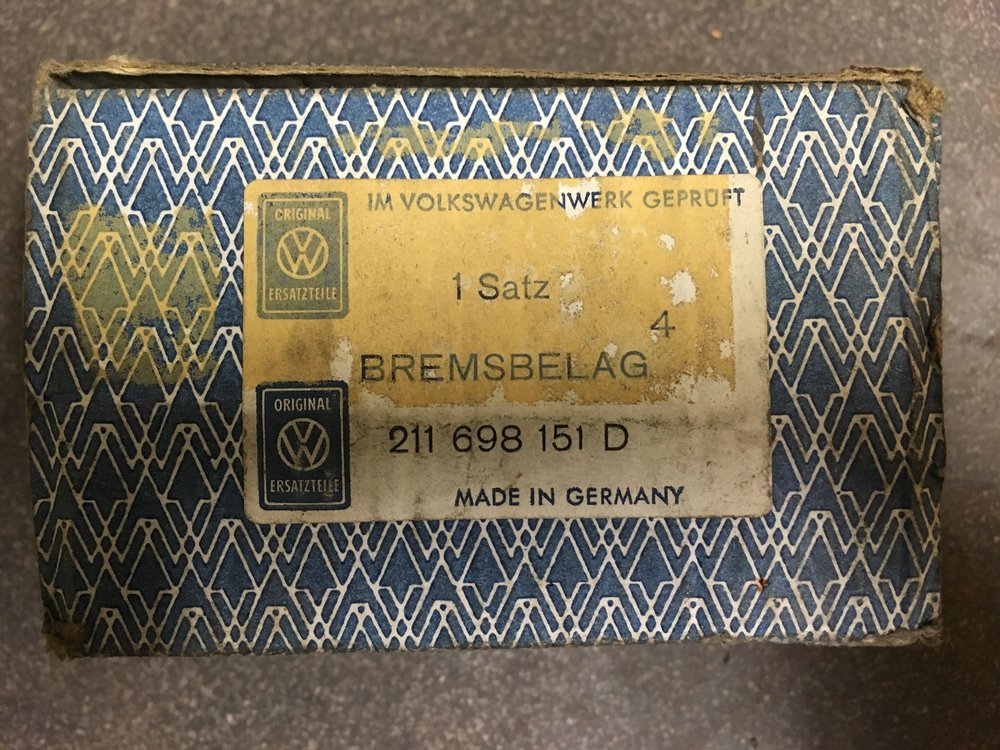 IM VOLKSWAGENWERK GEPRÜFT
ORIGINAL
VW
ERSATZTEILE
1 Satz
4
BREMSBELAG
ORIGINAL
VW
ERSATZTEILE
211 698 151 D
MADE IN GERMANY